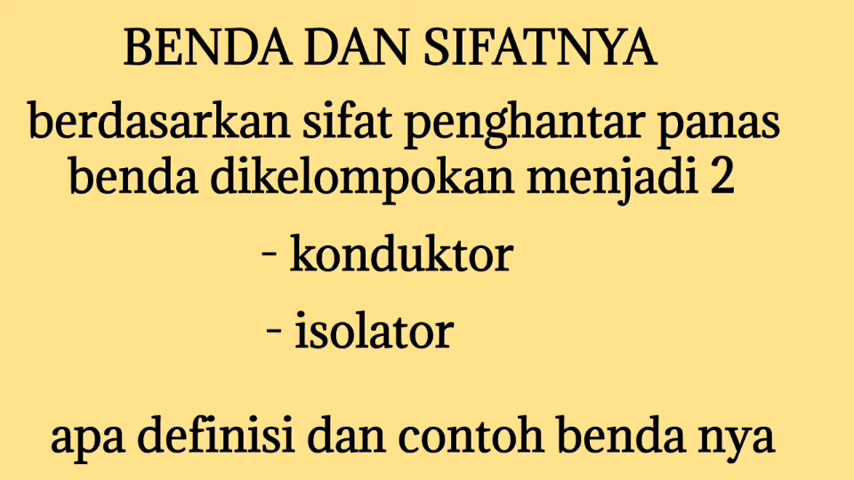 BENDA DAN SIFATNYA
berdasarkan sifat penghantar panas
benda dikelompokan menjadi 2
- konduktor
- isolator
apa definisi dan contoh benda nya